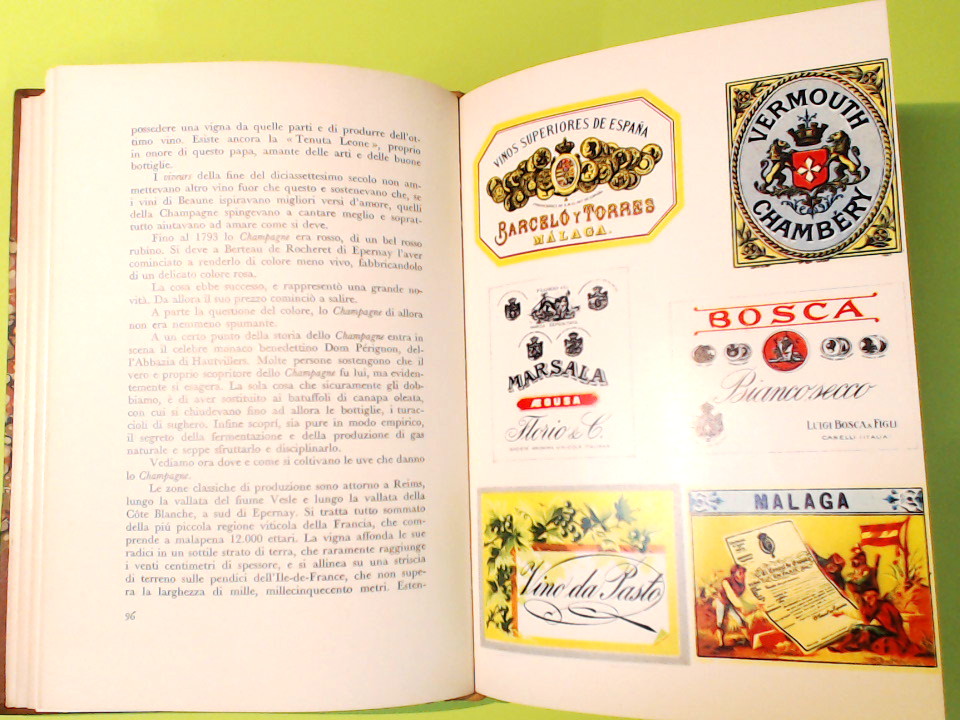 possedere una vigna da quelle parti e di produrre dell'ot-
timo vino. Esiste ancora la « Tenuta Leone », proprio
in onore di questo papa, amante delle arti e delle buone
bottiglie.
I viveurs della fine del diciassettesimo secolo non am-
mettevano altro vino fuor che questo e sostenevano che, se
i vini di Beaune ispiravano migliori versi d'amore, quelli
della Champagne spingevano a cantare meglio e soprat-
tutto aiutavano ad amare come si deve.
Fino al 1793 lo Champagne era rosso, di un bel rosso
rubino. Si deve a Berteau de Rocheret di Epernay l'aver
cominciato a renderlo di colore meno vivo, fabbricandolo
di un delicato colore rosa.
La cosa ebbe successo, e rappresentò una grande no-
vità. Da allora il suo prezzo cominciò a salire.
A parte la questione del colore, lo Champagne di allora
non era nemmeno spumante.
A un certo punto della storia dello Champagne entra in
scena il celebre monaco benedettino Dom Pérignon, del-
l'Abbazia di Hautvillers. Molte persone sostengono che il
vero e proprio scopritore dello Champagne fu lui, ma eviden-
temente si esagera. La sola cosa che sicuramente gli dob-
biamo, è di aver sostituito ai batuffoli di canapa oleata,
con cui si chiudevano fino ad allora le bottiglie, i turac-
cioli di sughero. Infine scoprì, sia pure in modo empirico,
il segreto della fermentazione e della produzione di gas
naturale e seppe sfruttarlo e disciplinarlo.
Vediamo ora dove e come si coltivano le uve che danno
lo Champagne.
Le zone classiche di produzione sono attorno a Reims,
lungo la vallata del fiume Vesle e lungo la vallata della
Côte Blanche, a sud di Epernay. Si tratta tutto sommato
della piú piccola regione viticola della Francia, che com-
prende a malapena 12.000 ettari. La vigna affonda le sue
radici in un sottile strato di terra, che raramente raggiunge
i venti centimetri di spessore, e si allinea su una striscia
di terreno sulle pendici dell'Ile-de-France, che non supe-
ra la larghezza di mille, millecinquecento metri. Esten-
96
VINOS SUPERIORES DE ESPAÑA
BARCELÓ Y TORRES
MÁLAGA.
VERMOUTH
CHAMBÉRY
MARSALA
ÆGUSA
Florio & C.
BOSCA
Bianco secco
LUIGI BOSCA & FIGLI
CANELLI (ITALIA)
Vino da Pasto
MALAGA